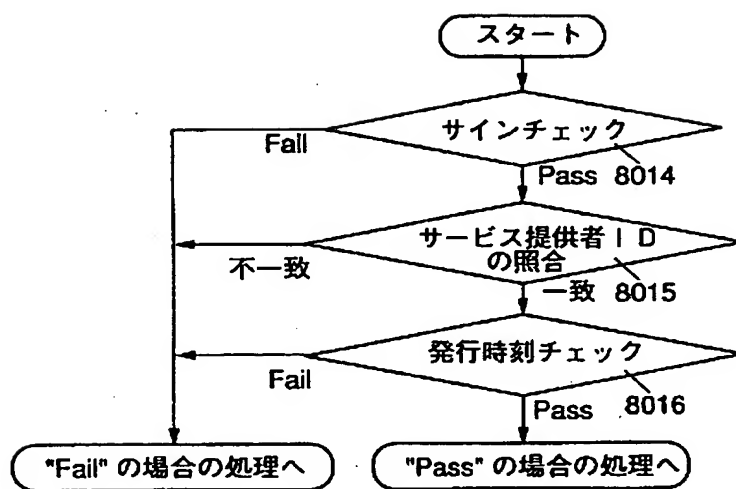 スタート
サインチェック
Fail
Pass 8014
サービス提供者ID
の照合
不一致
一致 8015
発行時刻チェック
Fail
Pass 8016
"Fail" の場合の処理へ
"Pass" の場合の処理へ